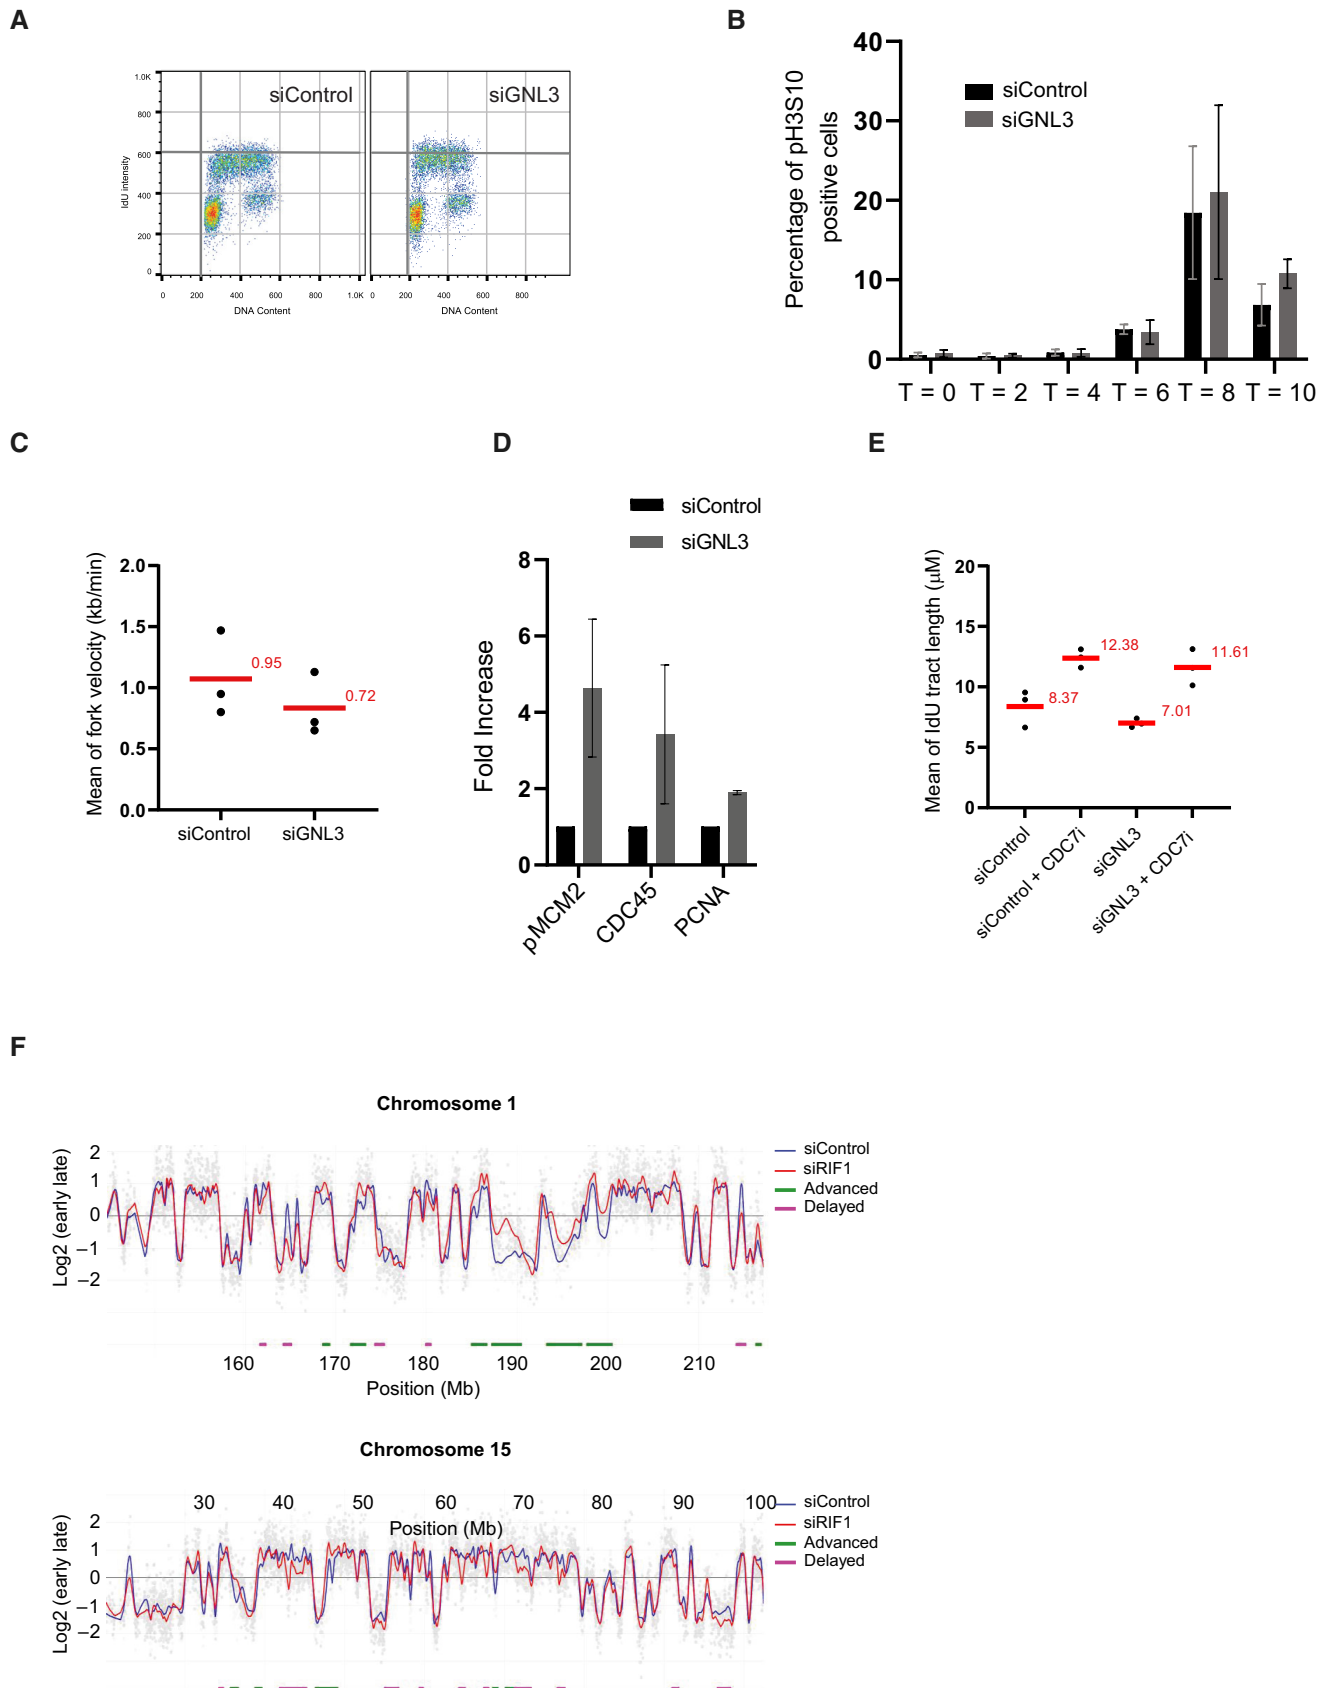 A
1.0K
800
600
400
200
0
IdU intensity
siControl
siGNL3
0 200 400 600 800 1.0K 0 200 400 600 800
DNA Content DNA Content
B
Percentage of pH3S10
positive cells
40
30
20
10
0
siControl
siGNL3
T = 0 T = 2 T = 4 T = 6 T = 8 T = 10
C
Mean of fork velocity (kb/min)
2.0
1.5
1.0
0.5
0.0
0.95
0.72
siControl siGNL3
D
siControl
siGNL3
Fold Increase
8
6
4
2
0
pMCM2 CDC45 PCNA
E
Mean of IdU tract length (μM)
20
15
10
5
0
8.37
12.38
7.01
11.61
siControl siControl + CDC7i siGNL3 siGNL3 + CDC7i
F
Chromosome 1
Log2 (early late)
2
1
0
−1
−2
siControl
siRIF1
Advanced
Delayed
160 170 180 190 200 210
Position (Mb)
Chromosome 15
30 40 50 60 70 80 90 100
Position (Mb)
Log2 (early late)
2
1
0
−1
−2
siControl
siRIF1
Advanced
Delayed